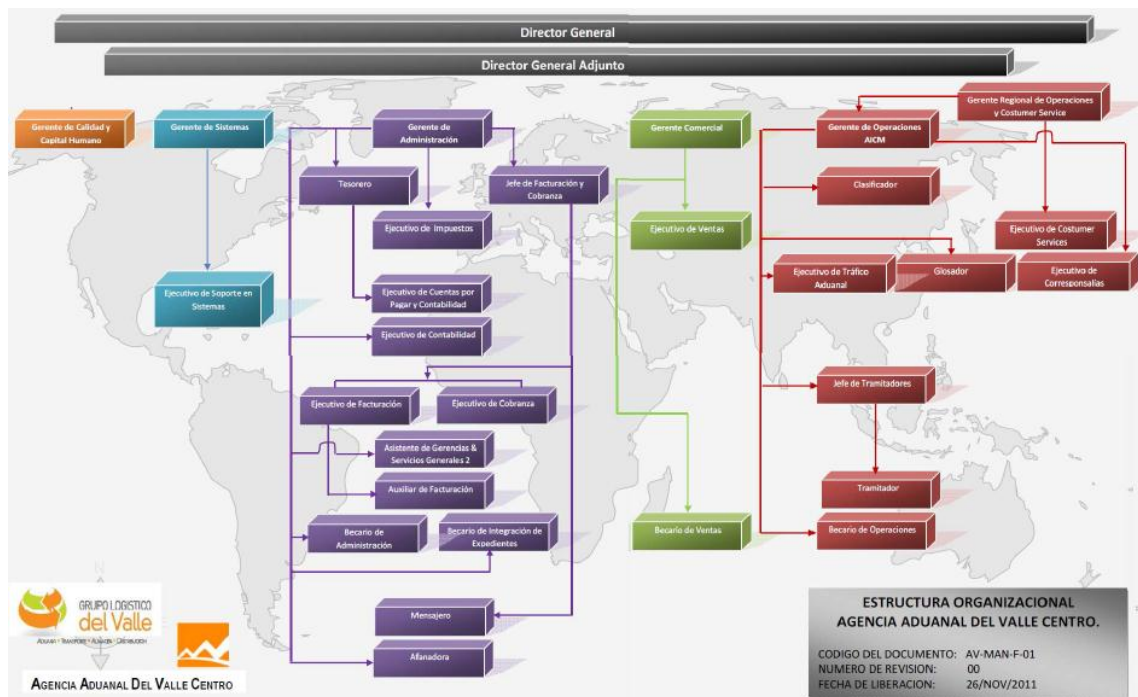 Director General
Director General Adjunto
Gerente de Calidad y
Capital Humano
Gerente de Sistemas
Gerente de
Administración
Gerente Comercial
Gerente de Operaciones
AICM
Gerente Regional de Operaciones
y Costumer Service
Tesorero
Jefe de Facturación y
Cobranza
Clasificador
Ejecutivo de Impuestos
Ejecutivo de Ventas
Ejecutivo de Costumer
Services
Ejecutivo de Soporte en
Sistemas
Ejecutivo de Cuentas por
Pagar y Contabilidad
Ejecutivo de Tráfico
Aduanal
Glosador
Ejecutivo de
Corresponsalías
Ejecutivo de Contabilidad
Ejecutivo de Facturación
Ejecutivo de Cobranza
Jefe de Tramitadores
Asistente de Gerencias &
Servicios Generales 2
Auxiliar de Facturación
Tramitador
Becario de
Administración
Becario de Integración de
Expedientes
Becario de Ventas
Becario de Operaciones
Mensajero
Afanadora
N
GRUPO LOGISTICO
del Valle
ADUANA • TRANSPORTE • ALMACEN • DISTRIBUCION
AGENCIA ADUANAL DEL VALLE CENTRO
ESTRUCTURA ORGANIZACIONAL
AGENCIA ADUANAL DEL VALLE CENTRO.
CODIGO DEL DOCUMENTO: AV-MAN-F-01
NUMERO DE REVISION: 00
FECHA DE LIBERACION: 26/NOV/2011